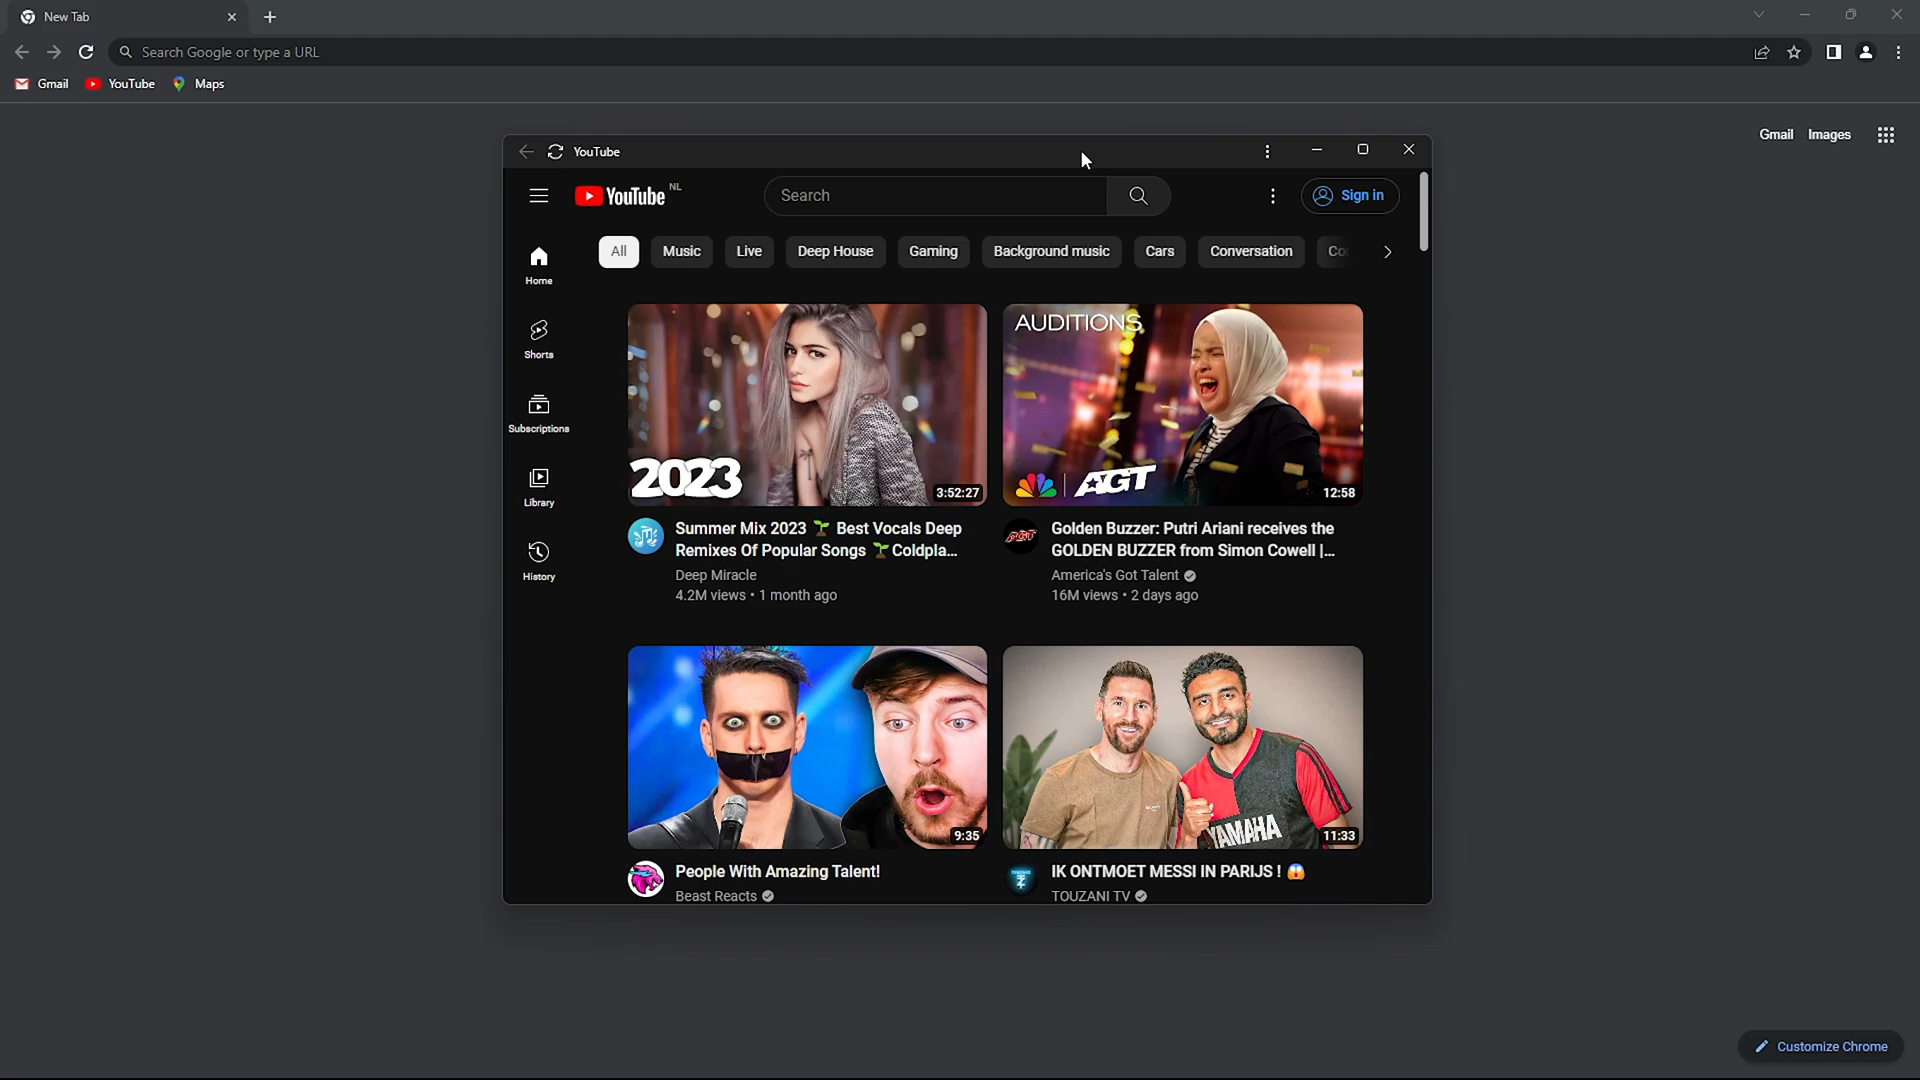 New Tab
Search Google or type a URL
Gmail YouTube Maps
Gmail Images
YouTube
YouTube NL
Search
Sign in
All Music Live Deep House Gaming Background music Cars Conversation
Home
Shorts
Subscriptions
Library
History
2023
3:52:27
Summer Mix 2023 🌱 Best Vocals Deep
Remixes Of Popular Songs 🌱Coldpla...
Deep Miracle
4.2M views • 1 month ago
AUDITIONS
AGT
12:58
AGT
Golden Buzzer: Putri Ariani receives the
GOLDEN BUZZER from Simon Cowell |...
America's Got Talent
16M views • 2 days ago
9:35
People With Amazing Talent!
Beast Reacts
YAMAHA
11:33
IK ONTMOET MESSI IN PARIJS ! 😱
TOUZANI TV
Customize Chrome